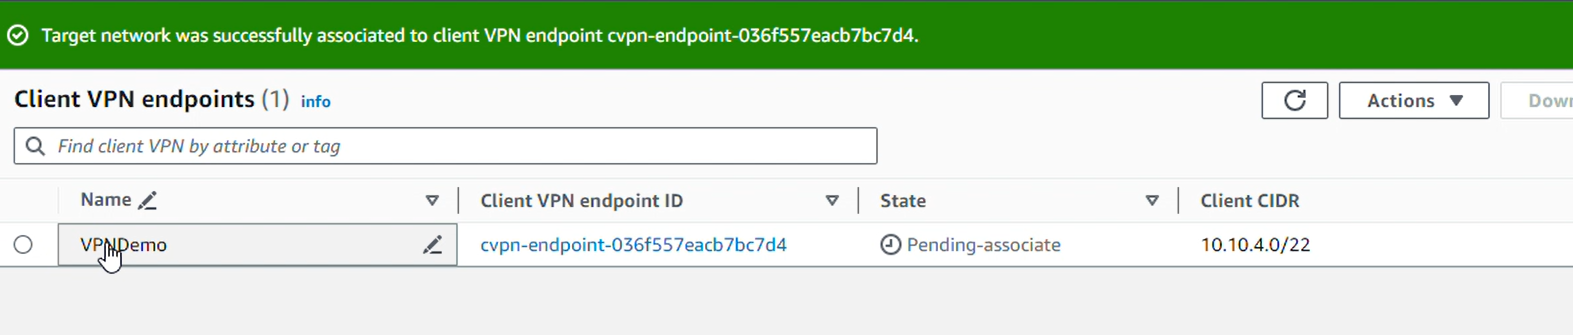 Target network was successfully associated to client VPN endpoint cvpn-endpoint-036f557eacb7bc7d4.
Client VPN endpoints (1) info
Actions
Down
Find client VPN by attribute or tag
Name Client VPN endpoint ID State Client CIDR
VPNDemo cvpn-endpoint-036f557eacb7bc7d4 Pending-associate 10.10.4.0/22